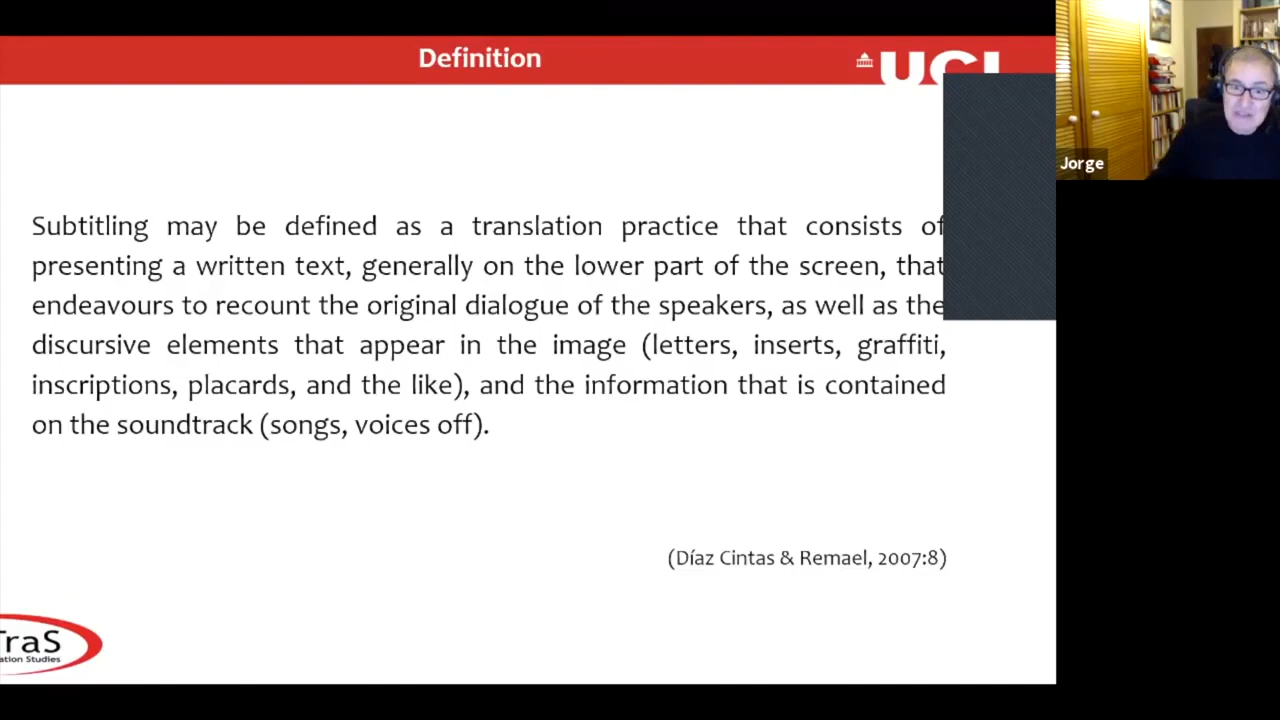 Definition
UCL
Jorge
Subtitling may be defined as a translation practice that consists of
presenting a written text, generally on the lower part of the screen, that
endeavours to recount the original dialogue of the speakers, as well as the
discursive elements that appear in the image (letters, inserts, graffiti,
inscriptions, placards, and the like), and the information that is contained
on the soundtrack (songs, voices off).
(Díaz Cintas & Remael, 2007:8)
TraS
ation Studies